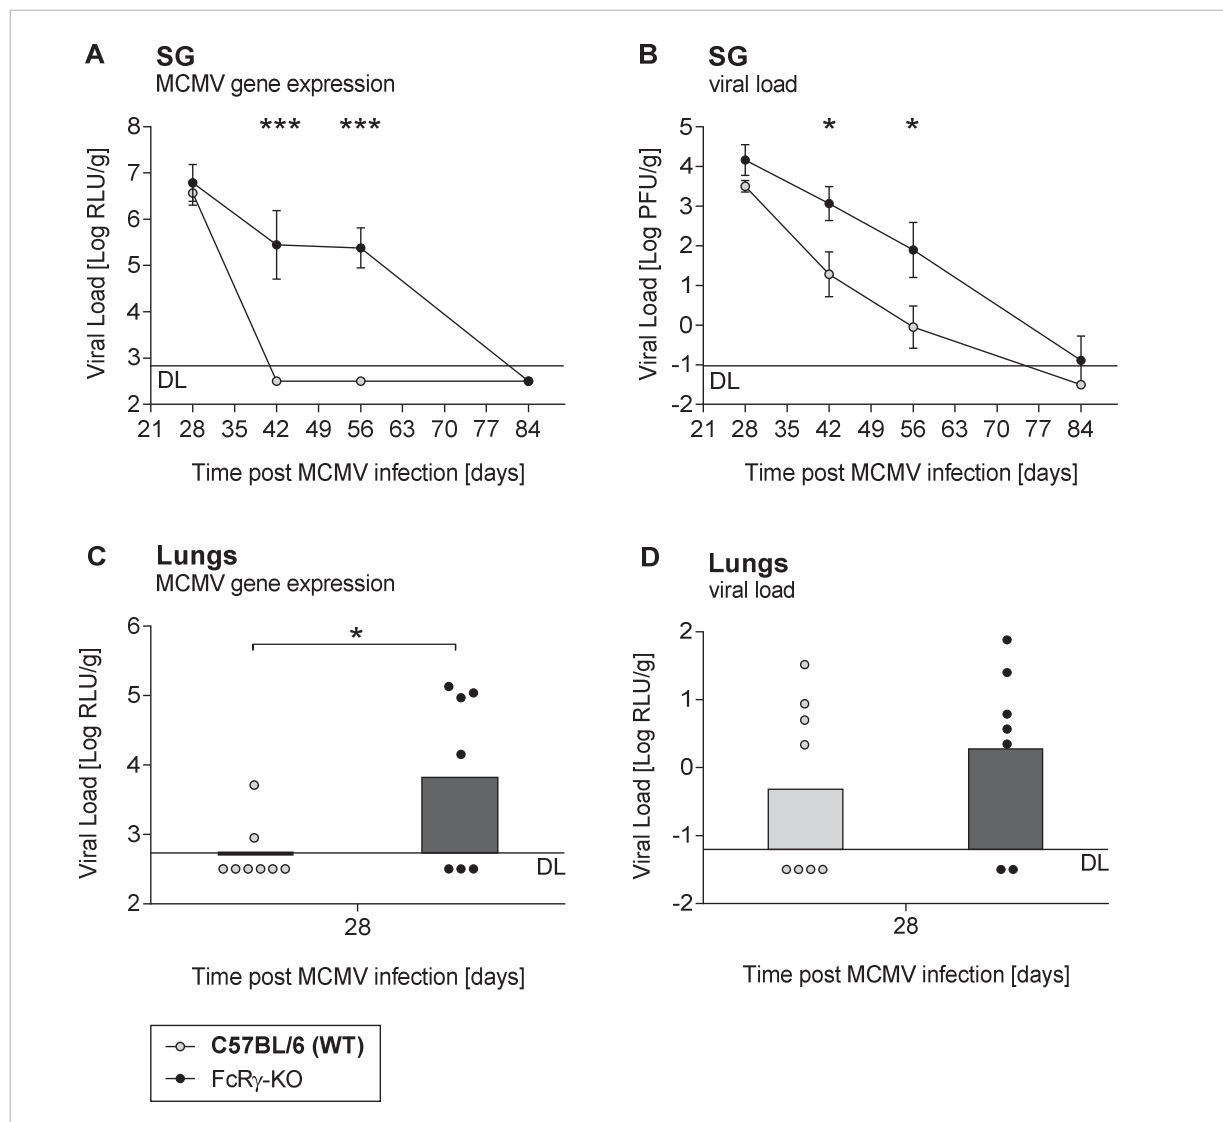 A SG
MCMV gene expression
*** ***
Viral Load [Log RLU/g]
8
7
6
5
4
3
2
DL
21 28 35 42 49 56 63 70 77 84
Time post MCMV infection [days]
B SG
viral load
* *
Viral Load [Log PFU/g]
5
4
3
2
1
0
-1
-2
DL
21 28 35 42 49 56 63 70 77 84
Time post MCMV infection [days]
C Lungs
MCMV gene expression
*
Viral Load [Log RLU/g]
6
5
4
3
2
DL
28
Time post MCMV infection [days]
D Lungs
viral load
Viral Load [Log RLU/g]
2
1
0
-1
-2
DL
28
Time post MCMV infection [days]
C57BL/6 (WT)
FcRγ-KO